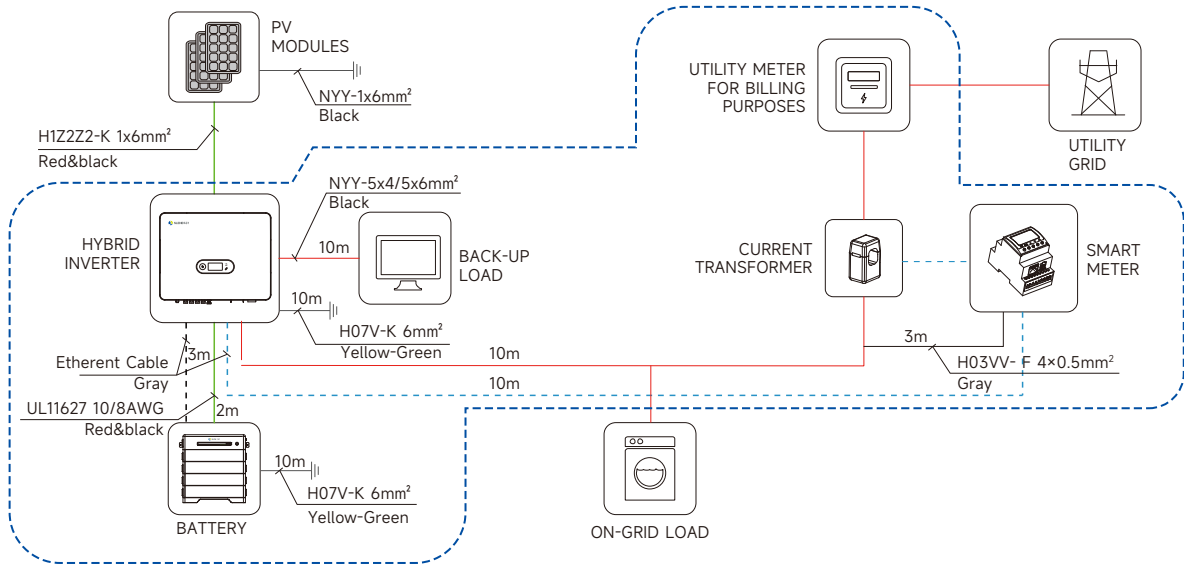 PV
MODULES
NYY-1x6mm²
Black
H1Z2Z2-K 1x6mm²
Red&black
UTILITY METER
FOR BILLING
PURPOSES
UTILITY
GRID
NYY-5x4/5x6mm²
Black
HYBRID
INVERTER
10m
BACK-UP
LOAD
CURRENT
TRANSFORMER
SMART
METER
10m
H07V-K 6mm²
Yellow-Green
Etherent Cable
3m
Gray
10m
3m
H03VV- F 4×0.5mm²
Gray
10m
UL11627 10/8AWG
Red&black
2m
10m
H07V-K 6mm²
Yellow-Green
BATTERY
ON-GRID LOAD